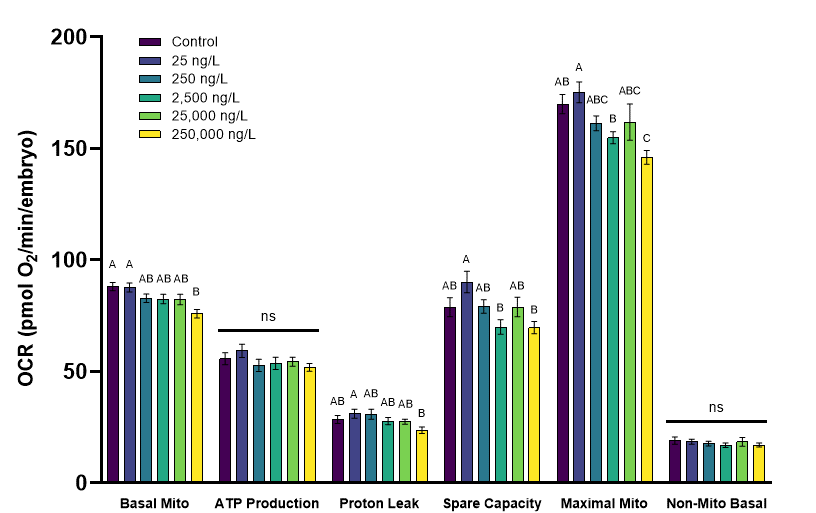 200
150
100
50
0
OCR (pmol O₂/min/embryo)
Control
25 ng/L
250 ng/L
2,500 ng/L
25,000 ng/L
250,000 ng/L
A A AB AB AB B
ns
AB A AB AB AB B
AB A AB B AB B
AB A ABC B ABC C
ns
Basal Mito ATP Production Proton Leak Spare Capacity Maximal Mito Non-Mito Basal